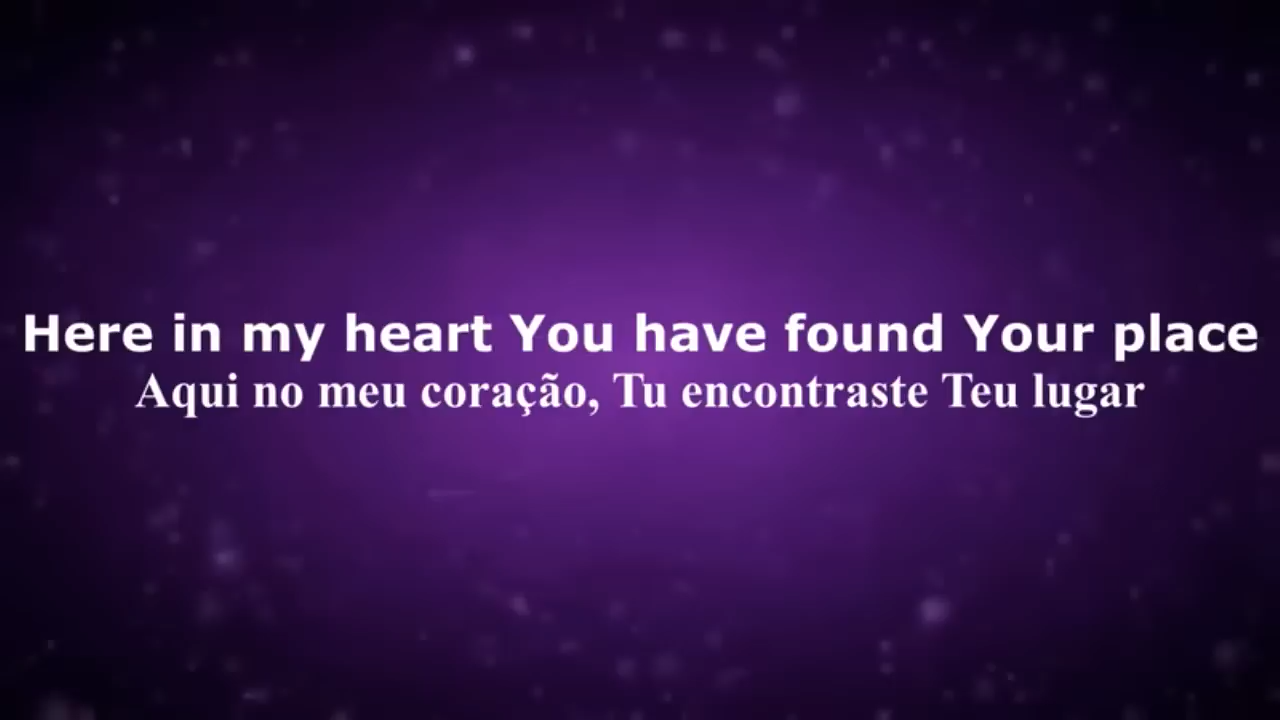 Here in my heart You have found Your place
Aqui no meu coração, Tu encontraste Teu lugar